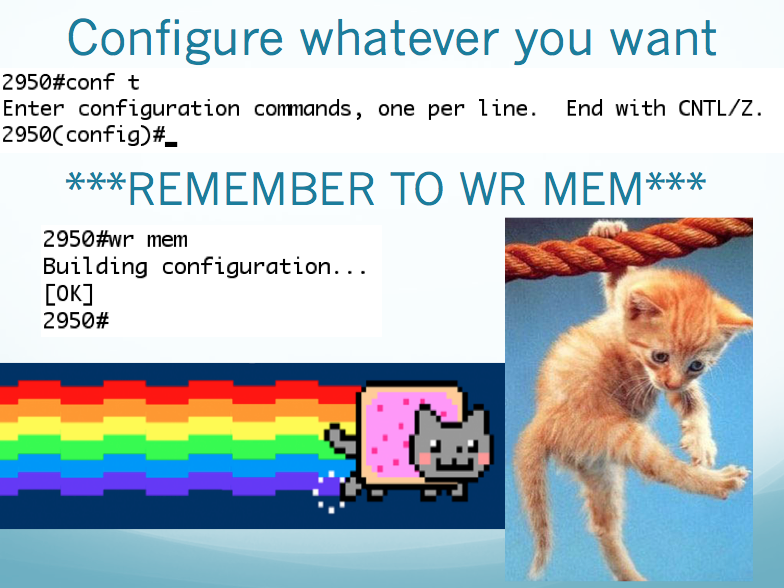 Configure whatever you want
2950#conf t
Enter configuration commands, one per line.  End with CNTL/Z.
2950(config)#_
***REMEMBER TO WR MEM***
2950#wr mem
Building configuration...
[OK]
2950#